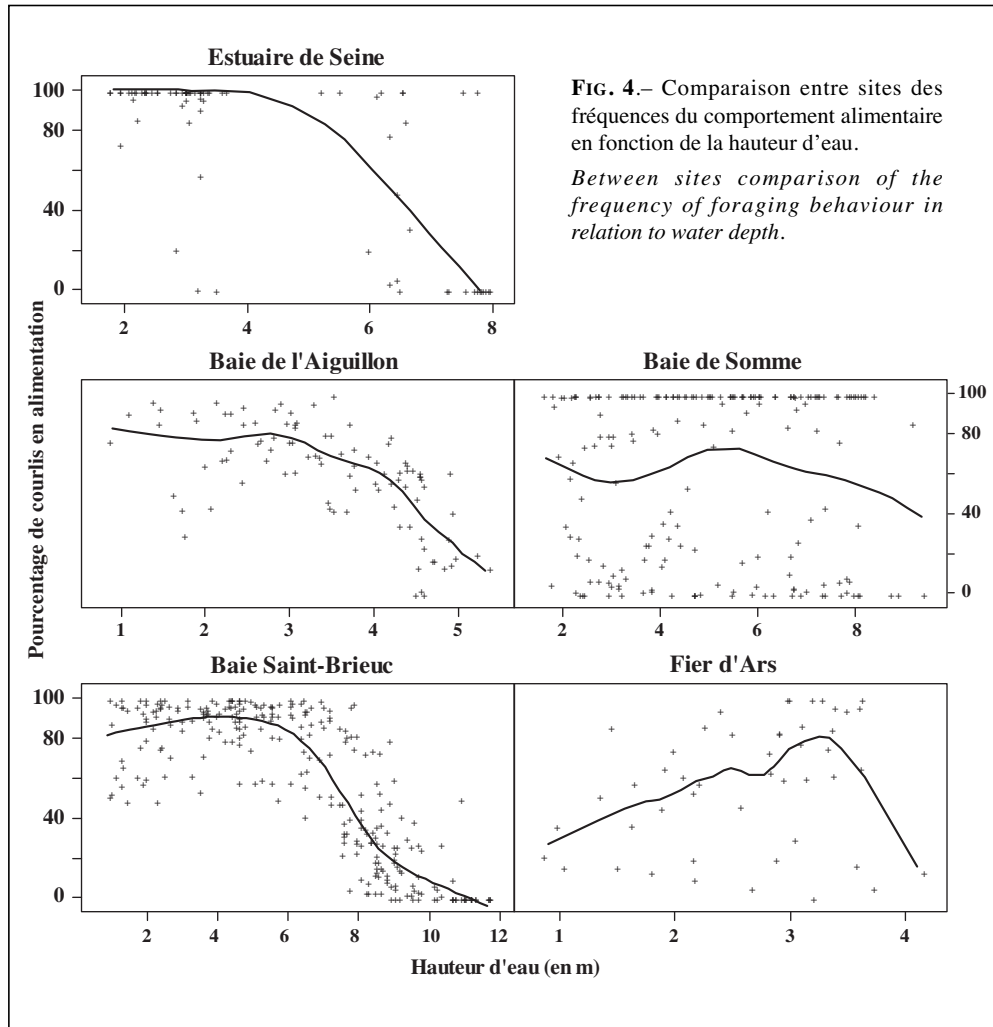 Estuaire de Seine
100
80
40
0
2
4
6
8
FIG. 4.– Comparaison entre sites des
fréquences du comportement alimentaire
en fonction de la hauteur d'eau.
Between sites comparison of the
frequency of foraging behaviour in
relation to water depth.
Pourcentage de courlis en alimentation
Baie de l'Aiguillon
1
2
3
4
5
Baie de Somme
100
80
40
0
2
4
6
8
Baie Saint-Brieuc
100
80
40
0
2
4
6
8
10
12
Fier d'Ars
1
2
3
4
Hauteur d'eau (en m)